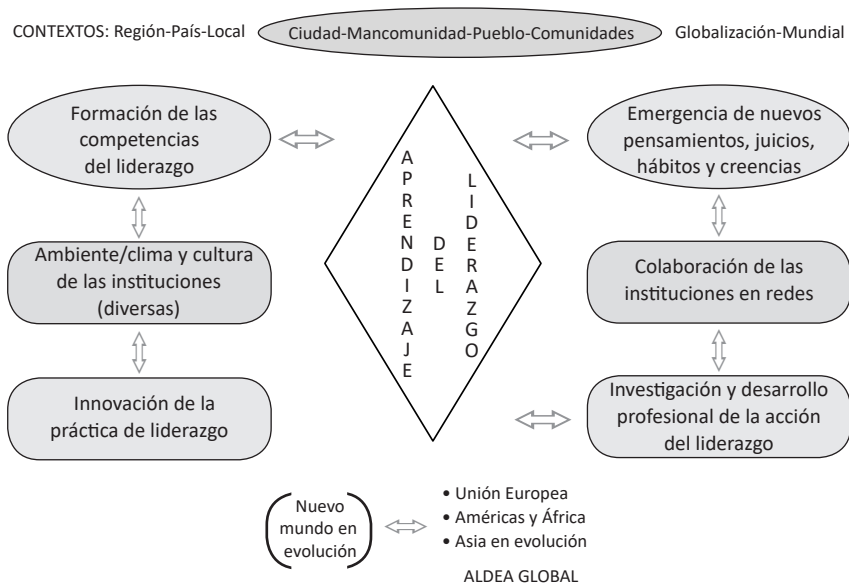 CONTEXTOS: Región-País-Local
Ciudad-Mancomunidad-Pueblo-Comunidades
Globalización-Mundial
Formación de las
competencias
del liderazgo
Emergencia de nuevos
pensamientos, juicios,
hábitos y creencias
APRENDIZAJE
DEL
LIDERAZGO
Ambiente/clima y cultura
de las instituciones
(diversas)
Colaboración de las
instituciones en redes
Innovación de la
práctica de liderazgo
Investigación y desarrollo
profesional de la acción
del liderazgo
Nuevo
mundo en
evolución
• Unión Europea
• Américas y África
• Asia en evolución
ALDEA GLOBAL